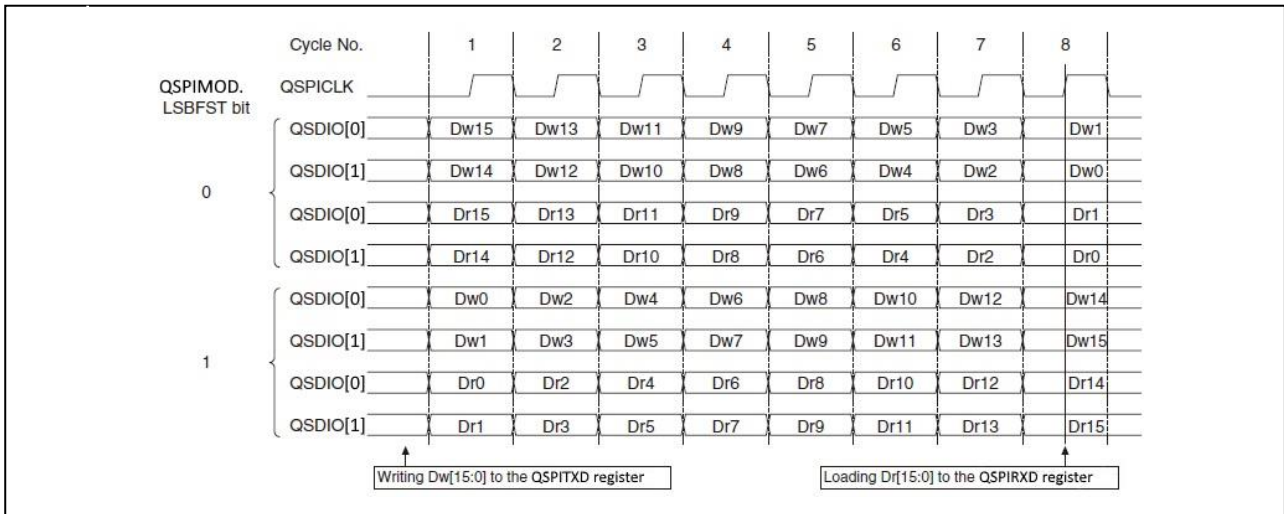 Cycle No. 1 2 3 4 5 6 7 8
QSPIMOD. QSPICLK
LSBFST bit
QSDIO[0] Dw15 Dw13 Dw11 Dw9 Dw7 Dw5 Dw3 Dw1
QSDIO[1] Dw14 Dw12 Dw10 Dw8 Dw6 Dw4 Dw2 Dw0
0
QSDIO[0] Dr15 Dr13 Dr11 Dr9 Dr7 Dr5 Dr3 Dr1
QSDIO[1] Dr14 Dr12 Dr10 Dr8 Dr6 Dr4 Dr2 Dr0
QSDIO[0] Dw0 Dw2 Dw4 Dw6 Dw8 Dw10 Dw12 Dw14
QSDIO[1] Dw1 Dw3 Dw5 Dw7 Dw9 Dw11 Dw13 Dw15
1
QSDIO[0] Dr0 Dr2 Dr4 Dr6 Dr8 Dr10 Dr12 Dr14
QSDIO[1] Dr1 Dr3 Dr5 Dr7 Dr9 Dr11 Dr13 Dr15
Writing Dw[15:0] to the QSPITXD register Loading Dr[15:0] to the QSPIRXD register